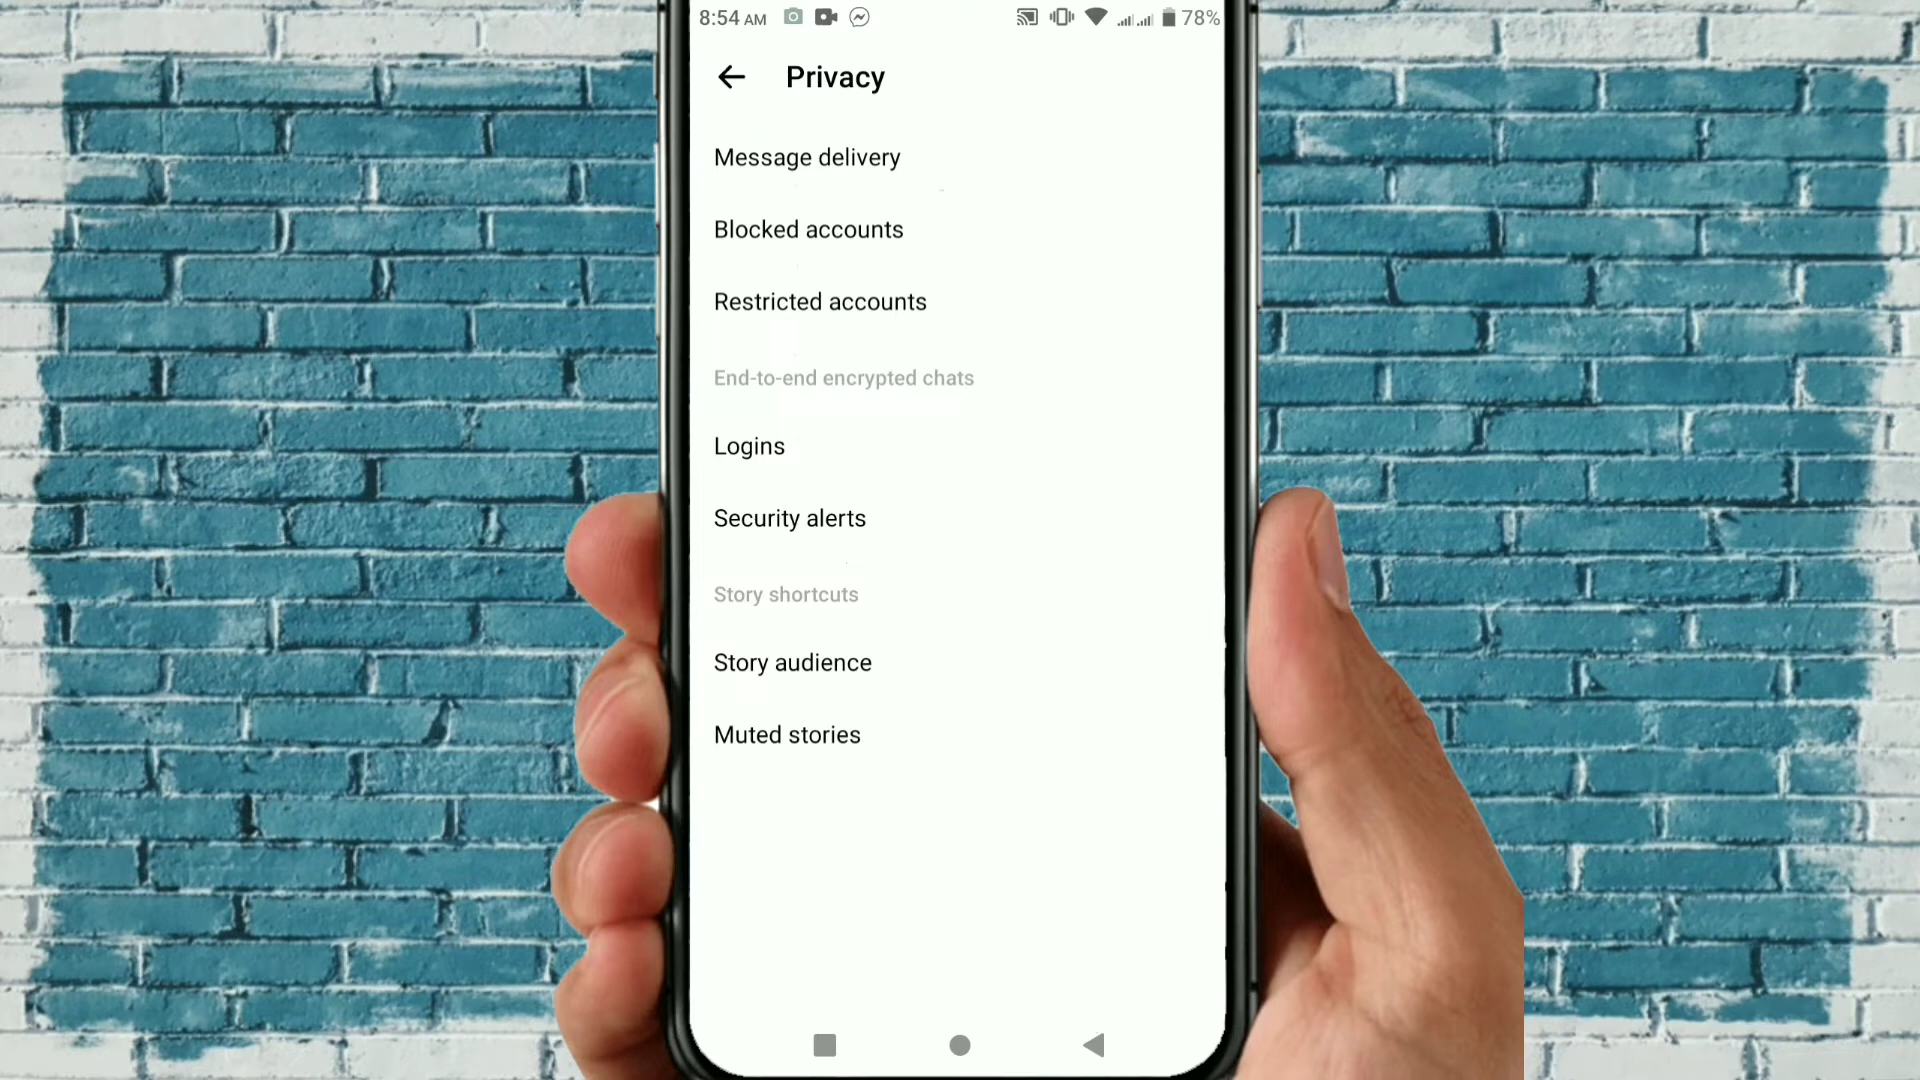 8:54 AM 78%
Privacy
Message delivery
Blocked accounts
Restricted accounts
End-to-end encrypted chats
Logins
Security alerts
Story shortcuts
Story audience
Muted stories